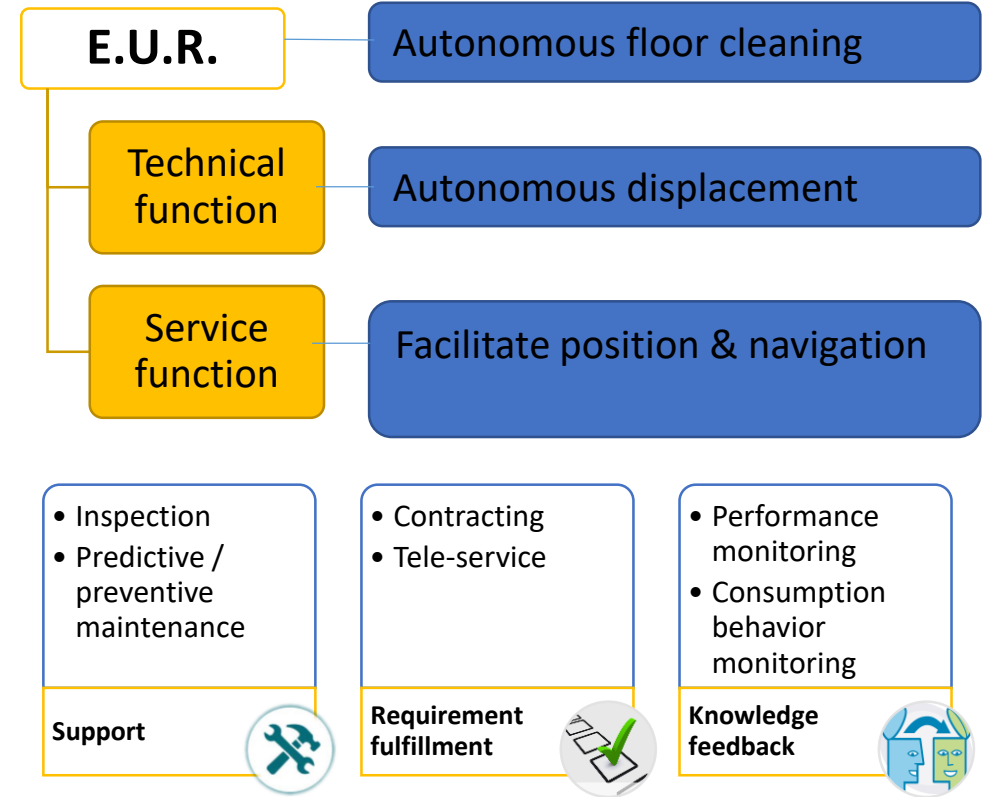 E.U.R.
Autonomous floor cleaning
Technical
function
Autonomous displacement
Service
function
Facilitate position & navigation
• Inspection
• Predictive /
preventive
maintenance
Support
• Contracting
• Tele-service
Requirement
fulfillment
• Performance
monitoring
• Consumption
behavior
monitoring
Knowledge
feedback